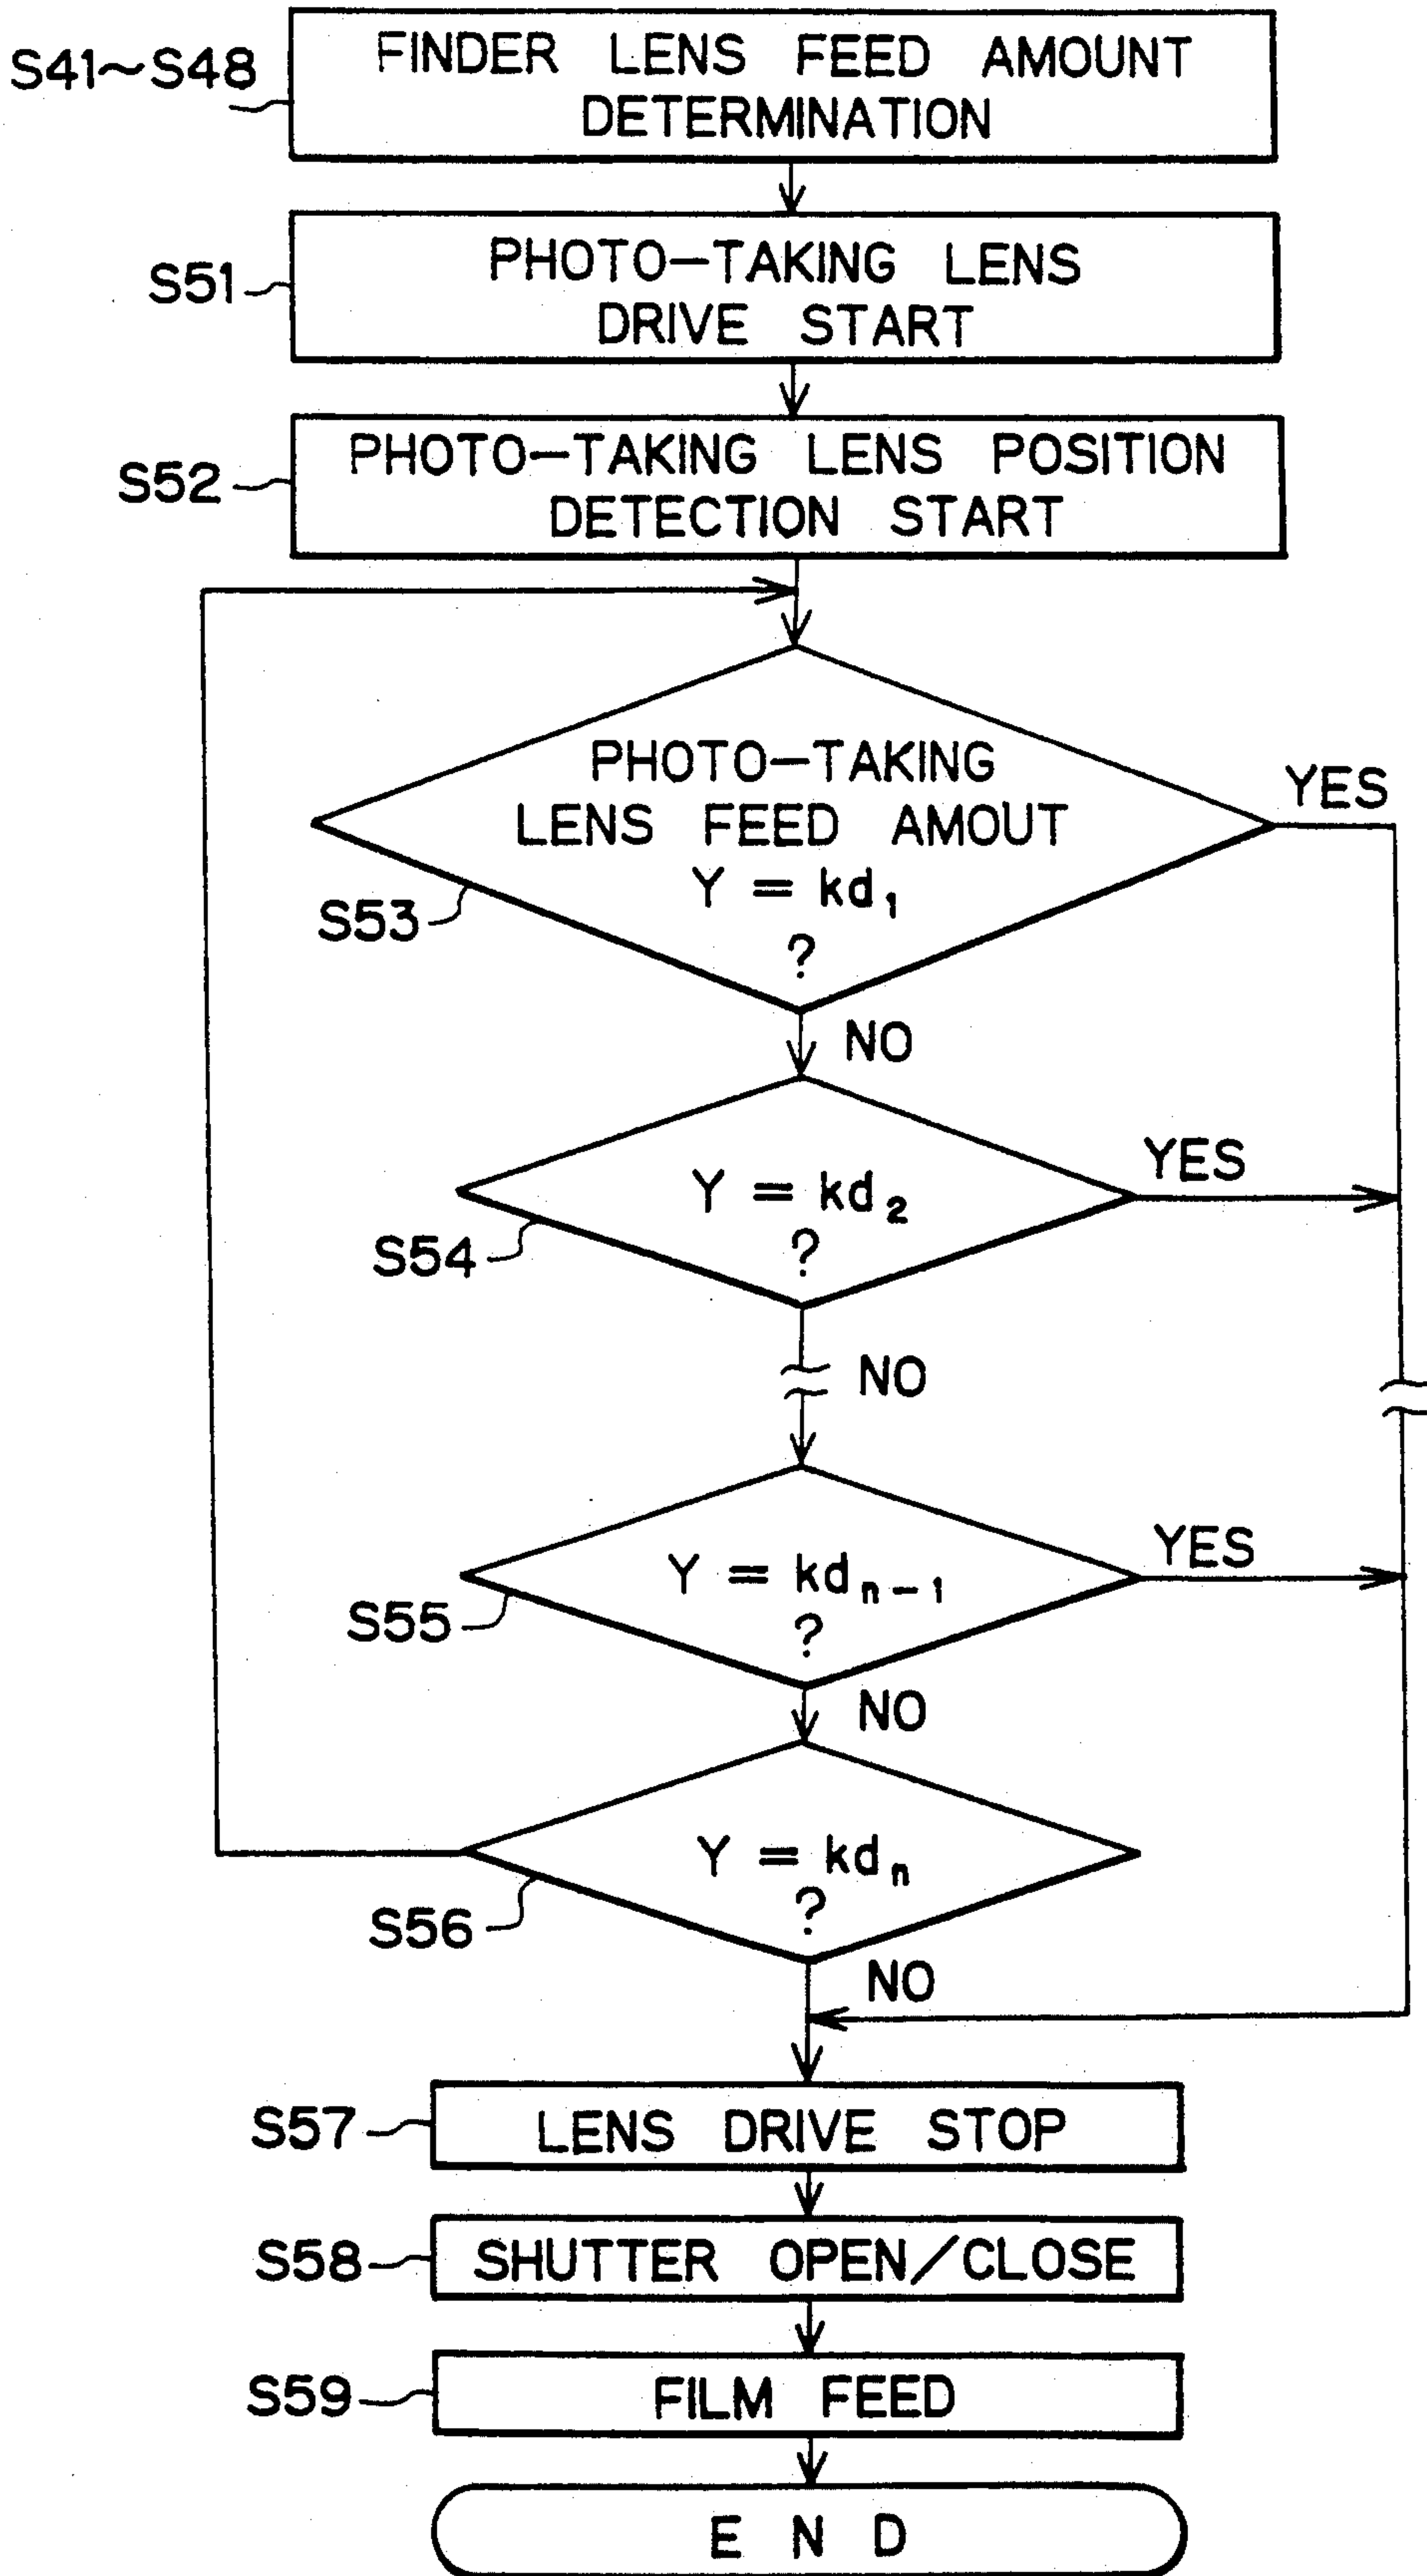 S41~S48
FINDER LENS FEED AMOUNT
DETERMINATION
S51
PHOTO-TAKING LENS
DRIVE START
S52
PHOTO-TAKING LENS POSITION
DETECTION START
PHOTO-TAKING
LENS FEED AMOUT
Y = kd₁
?
YES
S53
NO
Y = kd₂
?
YES
S54
NO
Y = kdₙ₋₁
?
YES
S55
NO
Y = kdₙ
?
S56
NO
S57
LENS DRIVE STOP
S58
SHUTTER OPEN/CLOSE
S59
FILM FEED
E N D